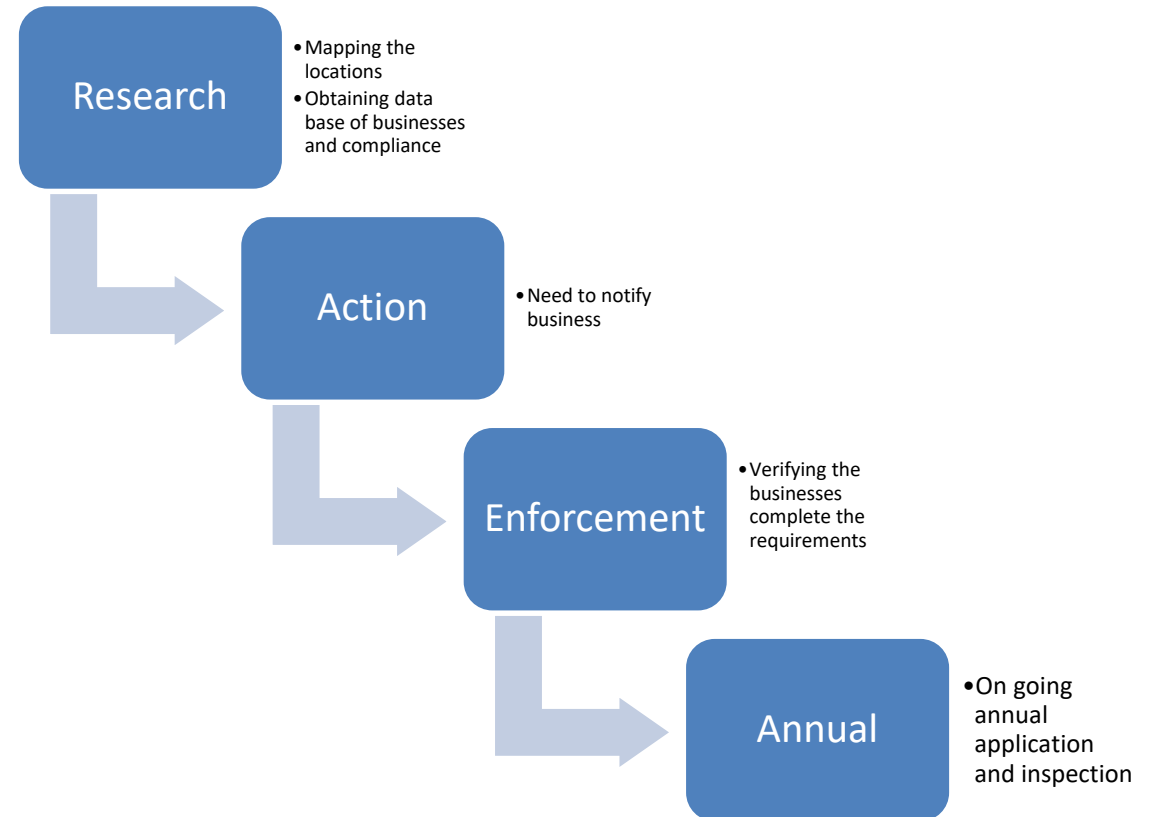 Research
•Mapping the
locations
•Obtaining data
base of businesses
and compliance
Action
•Need to notify
business
Enforcement
•Verifying the
businesses
complete the
requirements
Annual
•On going
annual
application
and inspection